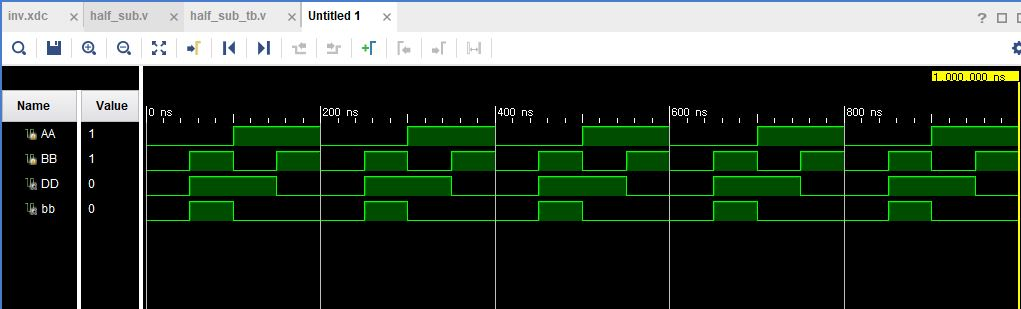 inv.xdc half_sub.v half_sub_tb.v Untitled 1
1,000.000 ns
Name Value 0 ns 200 ns 400 ns 600 ns 800 ns
AA 1
BB 1
DD 0
bb 0